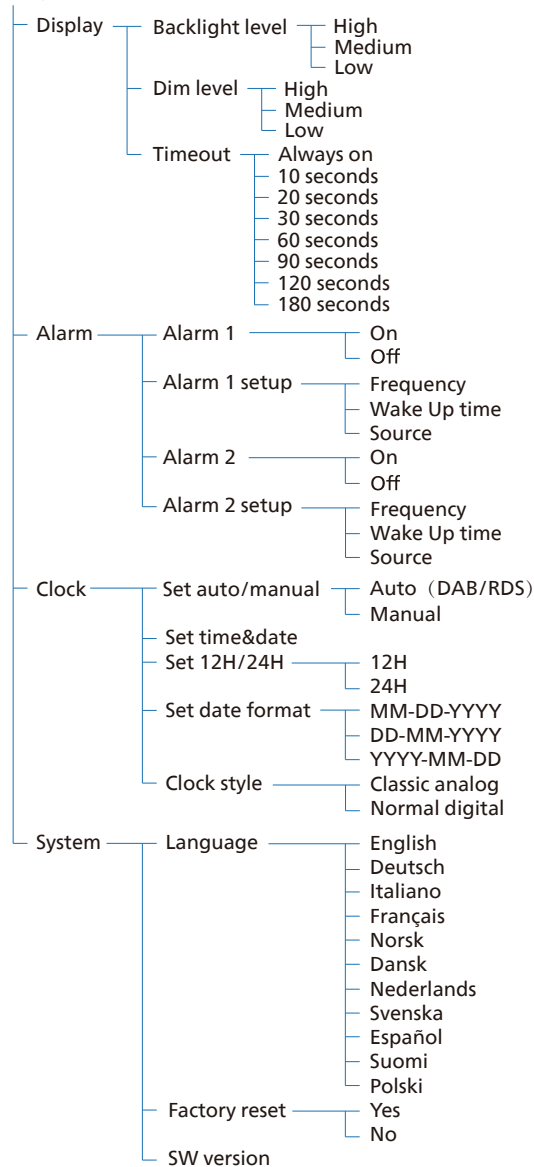 Display Backlight level High
Medium
Low
Dim level High
Medium
Low
Timeout Always on
10 seconds
20 seconds
30 seconds
60 seconds
90 seconds
120 seconds
180 seconds
Alarm Alarm 1 On
Off
Alarm 1 setup Frequency
Wake Up time
Source
Alarm 2 On
Off
Alarm 2 setup Frequency
Wake Up time
Source
Clock Set auto/manual Auto（DAB/RDS）
Manual
Set time&date
Set 12H/24H 12H
24H
Set date format MM-DD-YYYY
DD-MM-YYYY
YYYY-MM-DD
Clock style Classic analog
Normal digital
System Language English
Deutsch
Italiano
Français
Norsk
Dansk
Nederlands
Svenska
Español
Suomi
Polski
Factory reset Yes
No
SW version